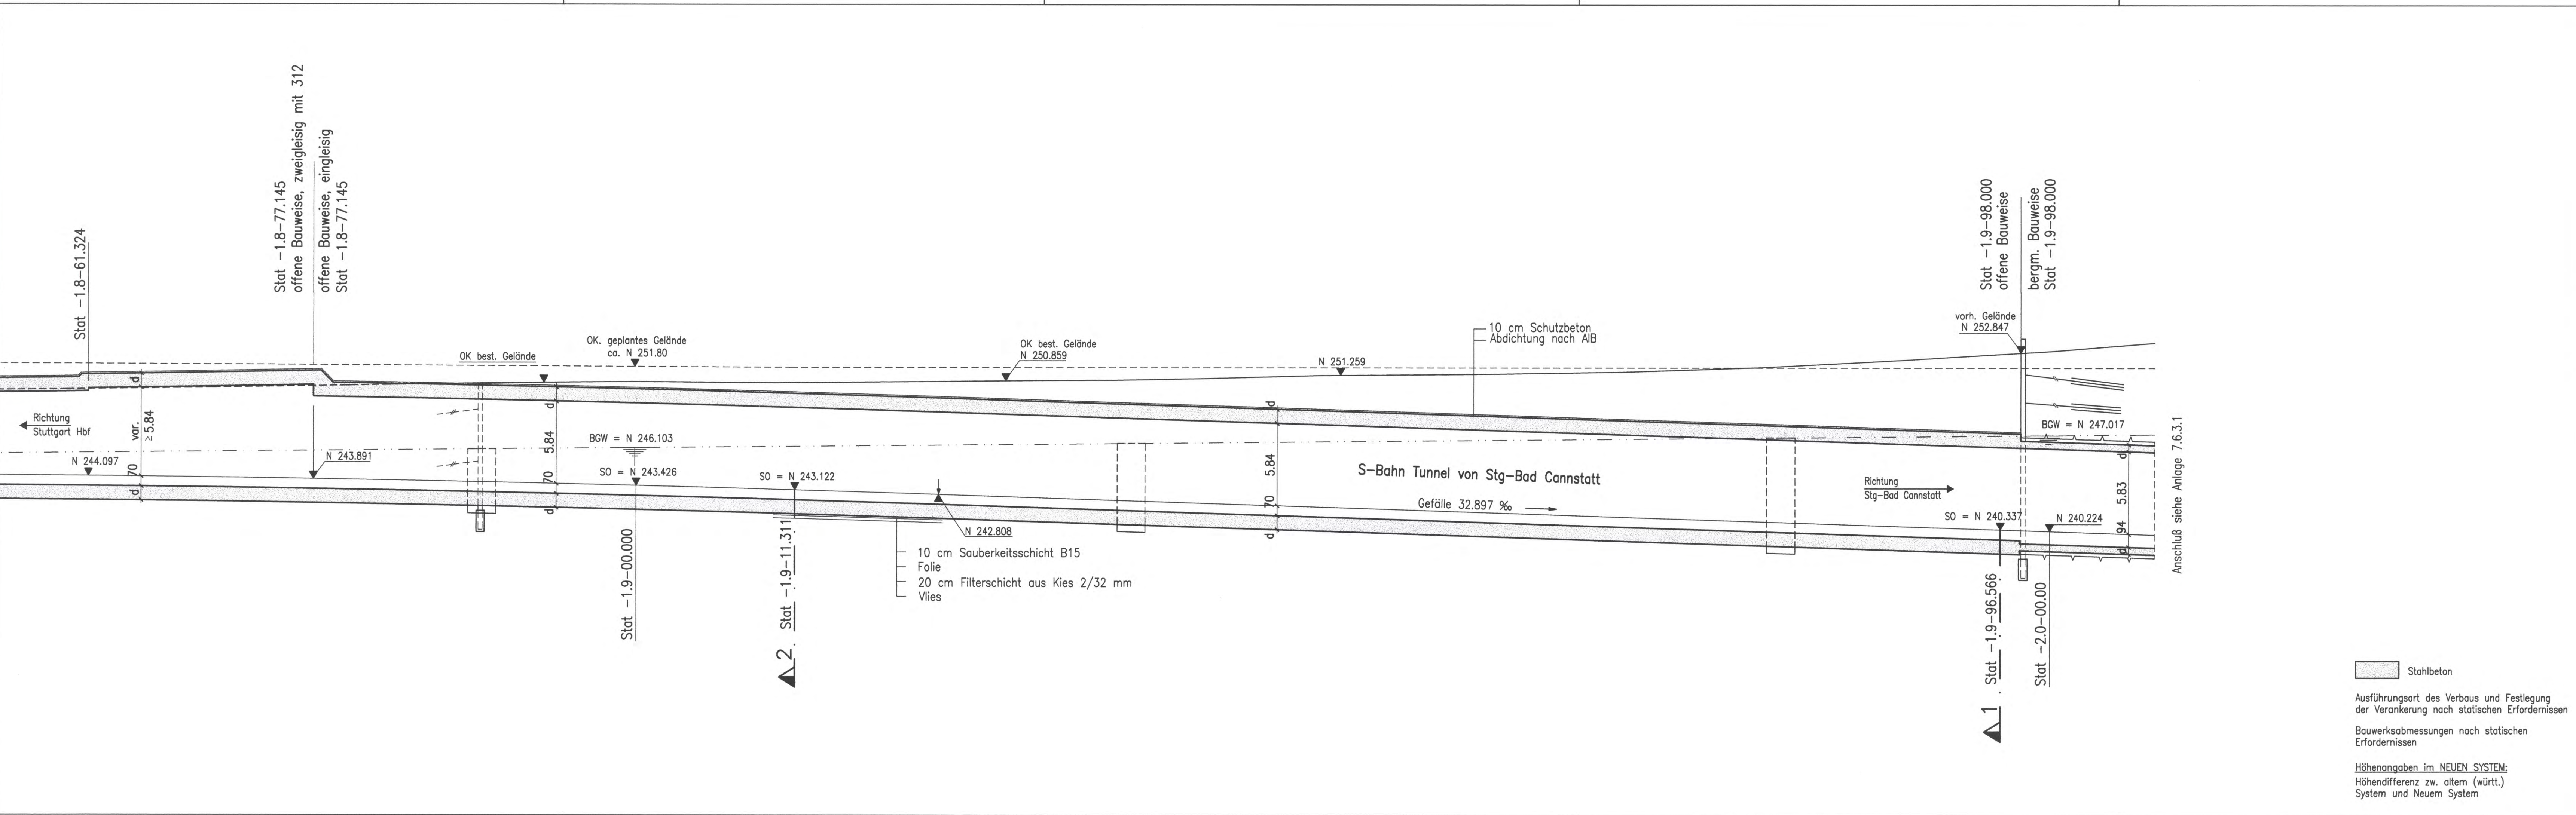 Stat -1.8-61.324
Stat -1.8-77.145
offene Bauweise, zweigleisig mit 312
offene Bauweise, eingleisig
Stat -1.8-77.145
Stat -1.9-98.000
offene Bauweise
bergm. Bauweise
Stat -1.9-98.000
vorh. Gelände
N 252.847
OK. geplantes Gelände
ca. N 251.80
OK best. Gelände
OK best. Gelände
N 250.859
N 251.259
10 cm Schutzbeton
Abdichtung nach AIB
Richtung
Stuttgart Hbf
d
var.
≥ 5.84
70
d
N 244.097
N 243.891
d
5.84
70
d
BGW = N 246.103
SO = N 243.426
SO = N 243.122
N 242.808
d
5.84
70
d
S-Bahn Tunnel von Stg-Bad Cannstatt
Gefälle 32.897 ‰
Richtung
Stg-Bad Cannstatt
BGW = N 247.017
SO = N 240.337
N 240.224
d
5.83
94
d
Anschluß siehe Anlage 7.6.3.1
10 cm Sauberkeitsschicht B15
Folie
20 cm Filterschicht aus Kies 2/32 mm
Vlies
Stat -1.9-00.000
2. Stat -1.9-11.311
1. Stat -1.9-96.566
Stat -2.0-00.00
Stahlbeton
Ausführungsart des Verbaus und Festlegung
der Verankerung nach statischen Erfordernissen
Bauwerksabmessungen nach statischen
Erfordernissen
Höhenangaben im NEUEN SYSTEM:
Höhendifferenz zw. altem (württ.)
System und Neuem System